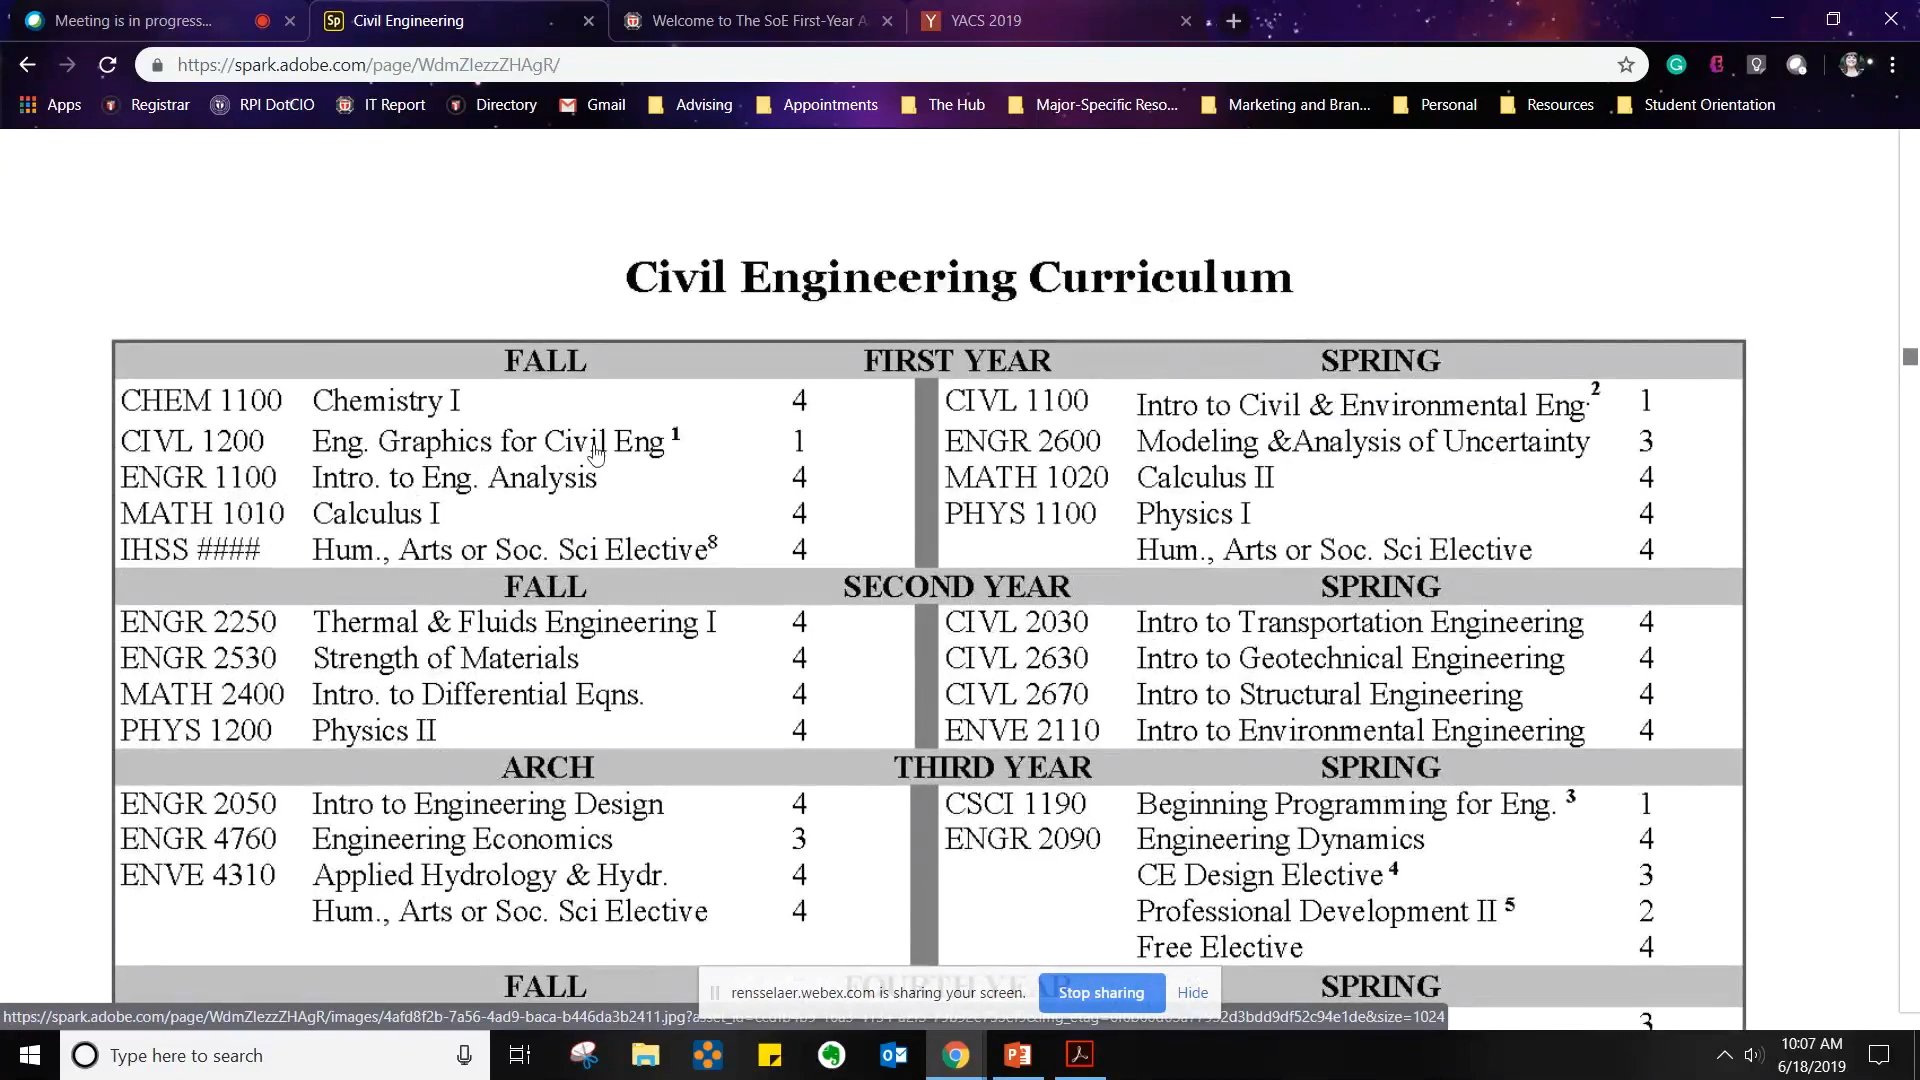 Meeting is in progress...
Sp Civil Engineering
Welcome to The SoE First-Year A
Y YACS 2019
https://spark.adobe.com/page/WdmZIezzZHAgR/
Apps Registrar RPI DotCIO IT Report Directory Gmail Advising Appointments The Hub Major-Specific Reso... Marketing and Bran... Personal Resources Student Orientation
Civil Engineering Curriculum
FALL FIRST YEAR SPRING
CHEM 1100 Chemistry I 4 CIVL 1100 Intro to Civil & Environmental Eng. 2 1
CIVL 1200 Eng. Graphics for Civil Eng 1 1 ENGR 2600 Modeling &Analysis of Uncertainty 3
ENGR 1100 Intro. to Eng. Analysis 4 MATH 1020 Calculus II 4
MATH 1010 Calculus I 4 PHYS 1100 Physics I 4
IHSS #### Hum., Arts or Soc. Sci Elective8 4 Hum., Arts or Soc. Sci Elective 4
FALL SECOND YEAR SPRING
ENGR 2250 Thermal & Fluids Engineering I 4 CIVL 2030 Intro to Transportation Engineering 4
ENGR 2530 Strength of Materials 4 CIVL 2630 Intro to Geotechnical Engineering 4
MATH 2400 Intro. to Differential Eqns. 4 CIVL 2670 Intro to Structural Engineering 4
PHYS 1200 Physics II 4 ENVE 2110 Intro to Environmental Engineering 4
ARCH THIRD YEAR SPRING
ENGR 2050 Intro to Engineering Design 4 CSCI 1190 Beginning Programming for Eng. 3 1
ENGR 4760 Engineering Economics 3 ENGR 2090 Engineering Dynamics 4
ENVE 4310 Applied Hydrology & Hydr. 4 CE Design Elective 4 3
Hum., Arts or Soc. Sci Elective 4 Professional Development II 5 2
Free Elective 4
FALL FOURTH YEAR SPRING
rensselaer.webex.com is sharing your screen. Stop sharing Hide
3
Type here to search
10:07 AM
6/18/2019